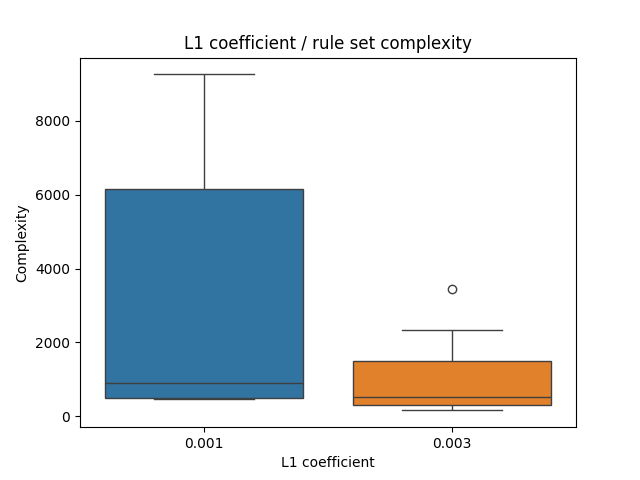 L1 coefficient / rule set complexity
Complexity
8000
6000
4000
2000
0
0.001 0.003
L1 coefficient